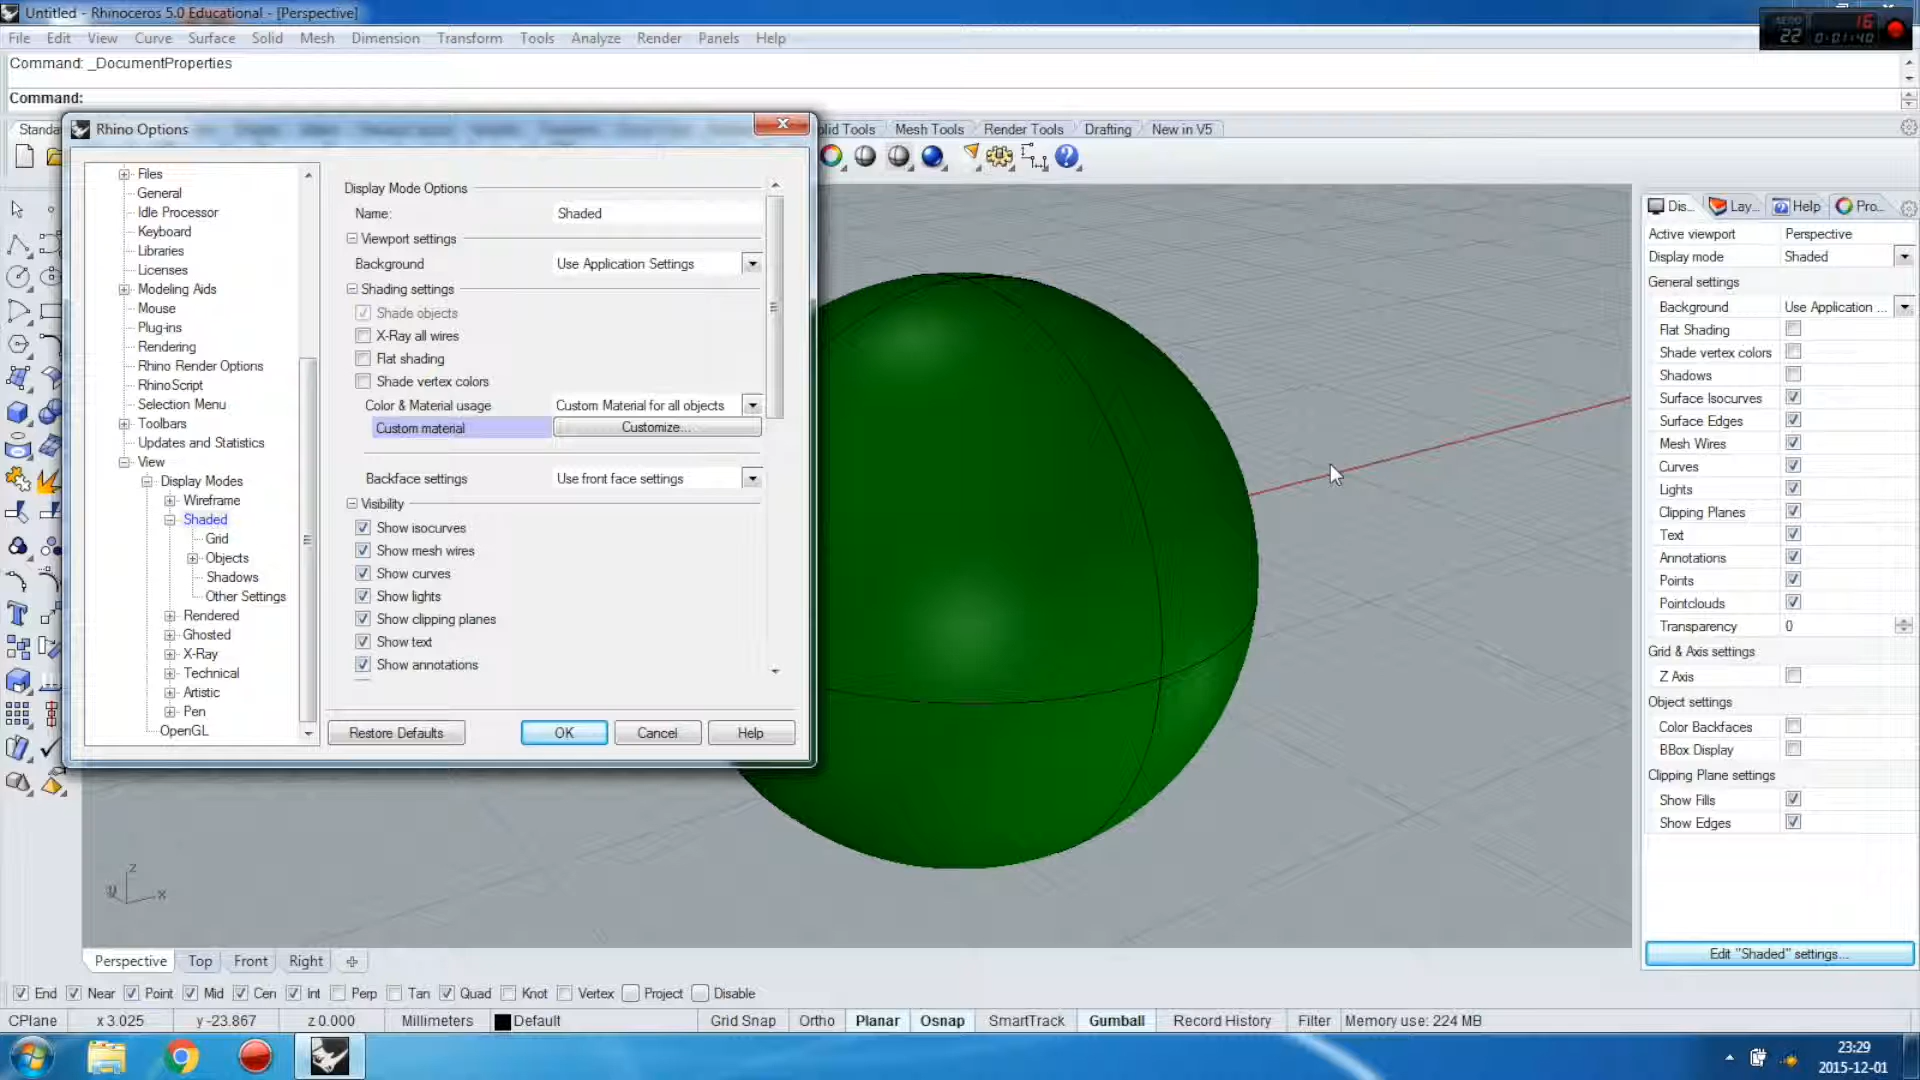 Untitled - Rhinoceros 5.0 Educational - [Perspective]
File Edit View Curve Surface Solid Mesh Dimension Transform Tools Analyze Render Panels Help
22 16 0:01:40
Command: _DocumentProperties
Command:
Standa
olid Tools Mesh Tools Render Tools Drafting New in V5
Rhino Options
Files
General
Idle Processor
Keyboard
Libraries
Licenses
Modeling Aids
Mouse
Plug-ins
Rendering
Rhino Render Options
RhinoScript
Selection Menu
Toolbars
Updates and Statistics
View
Display Modes
Wireframe
Shaded
Grid
Objects
Shadows
Other Settings
Rendered
Ghosted
X-Ray
Technical
Artistic
Pen
OpenGL
Display Mode Options
Name: Shaded
Viewport settings
Background Use Application Settings
Shading settings
Shade objects
X-Ray all wires
Flat shading
Shade vertex colors
Color & Material usage Custom Material for all objects
Custom material Customize...
Backface settings Use front face settings
Visibility
Show isocurves
Show mesh wires
Show curves
Show lights
Show clipping planes
Show text
Show annotations
Restore Defaults OK Cancel Help
Dis... Lay... Help Pro...
Active viewport Perspective
Display mode Shaded
General settings
Background Use Application ...
Flat Shading
Shade vertex colors
Shadows
Surface Isocurves
Surface Edges
Mesh Wires
Curves
Lights
Clipping Planes
Text
Annotations
Points
Pointclouds
Transparency 0
Grid & Axis settings
Z Axis
Object settings
Color Backfaces
BBox Display
Clipping Plane settings
Show Fills
Show Edges
Edit "Shaded" settings...
z
y x
Perspective Top Front Right
End Near Point Mid Cen Int Perp Tan Quad Knot Vertex Project Disable
CPlane x 3.025 y -23.867 z 0.000 Millimeters Default Grid Snap Ortho Planar Osnap SmartTrack Gumball Record History Filter Memory use: 224 MB
23:29
2015-12-01